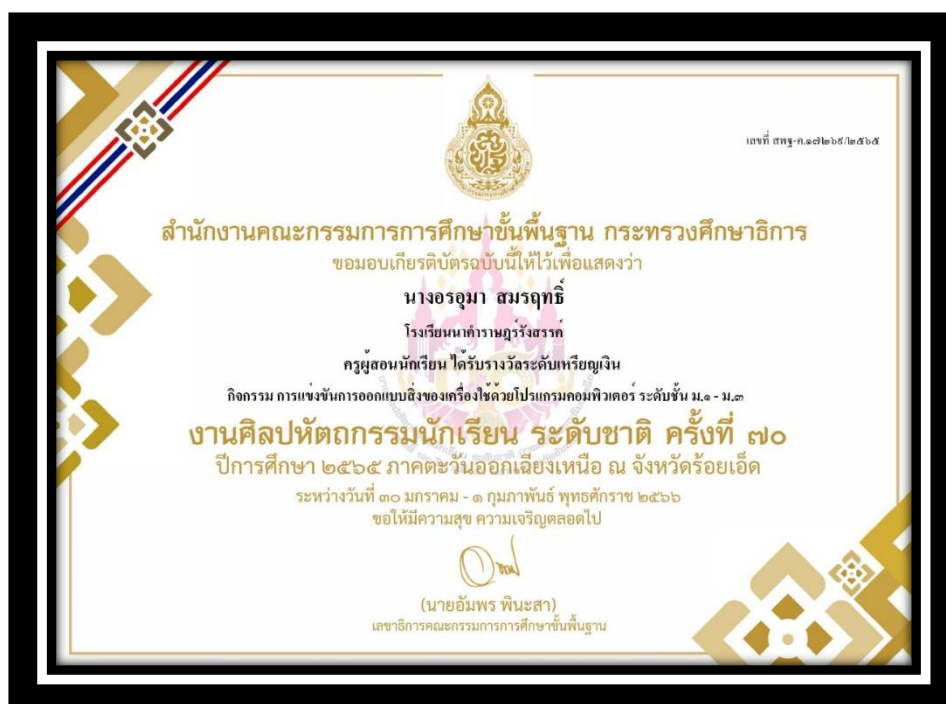 เลขที่ สพฐ-ค.๑๗๒๖๙/๒๕๖๕
สำนักงานคณะกรรมการการศึกษาขั้นพื้นฐาน กระทรวงศึกษาธิการ
ขอมอบเกียรติบัตรฉบับนี้ให้ไว้เพื่อแสดงว่า
นางอรอุมา สมรฤทธิ์
โรงเรียนนาคำราษฎร์รังสรรค์
ครูผู้สอนนักเรียน ได้รับรางวัลระดับเหรียญเงิน
กิจกรรม การแข่งขันการออกแบบสิ่งของเครื่องใช้ด้วยโปรแกรมคอมพิวเตอร์ ระดับชั้น ม.๑ - ม.๓
งานศิลปหัตถกรรมนักเรียน ระดับชาติ ครั้งที่ ๗๐
ปีการศึกษา ๒๕๖๕ ภาคตะวันออกเฉียงเหนือ ณ จังหวัดร้อยเอ็ด
ระหว่างวันที่ ๓๐ มกราคม - ๑ กุมภาพันธ์ พุทธศักราช ๒๕๖๖
ขอให้มีความสุข ความเจริญตลอดไป
(นายอัมพร พินะสา)
เลขาธิการคณะกรรมการการศึกษาขั้นพื้นฐาน